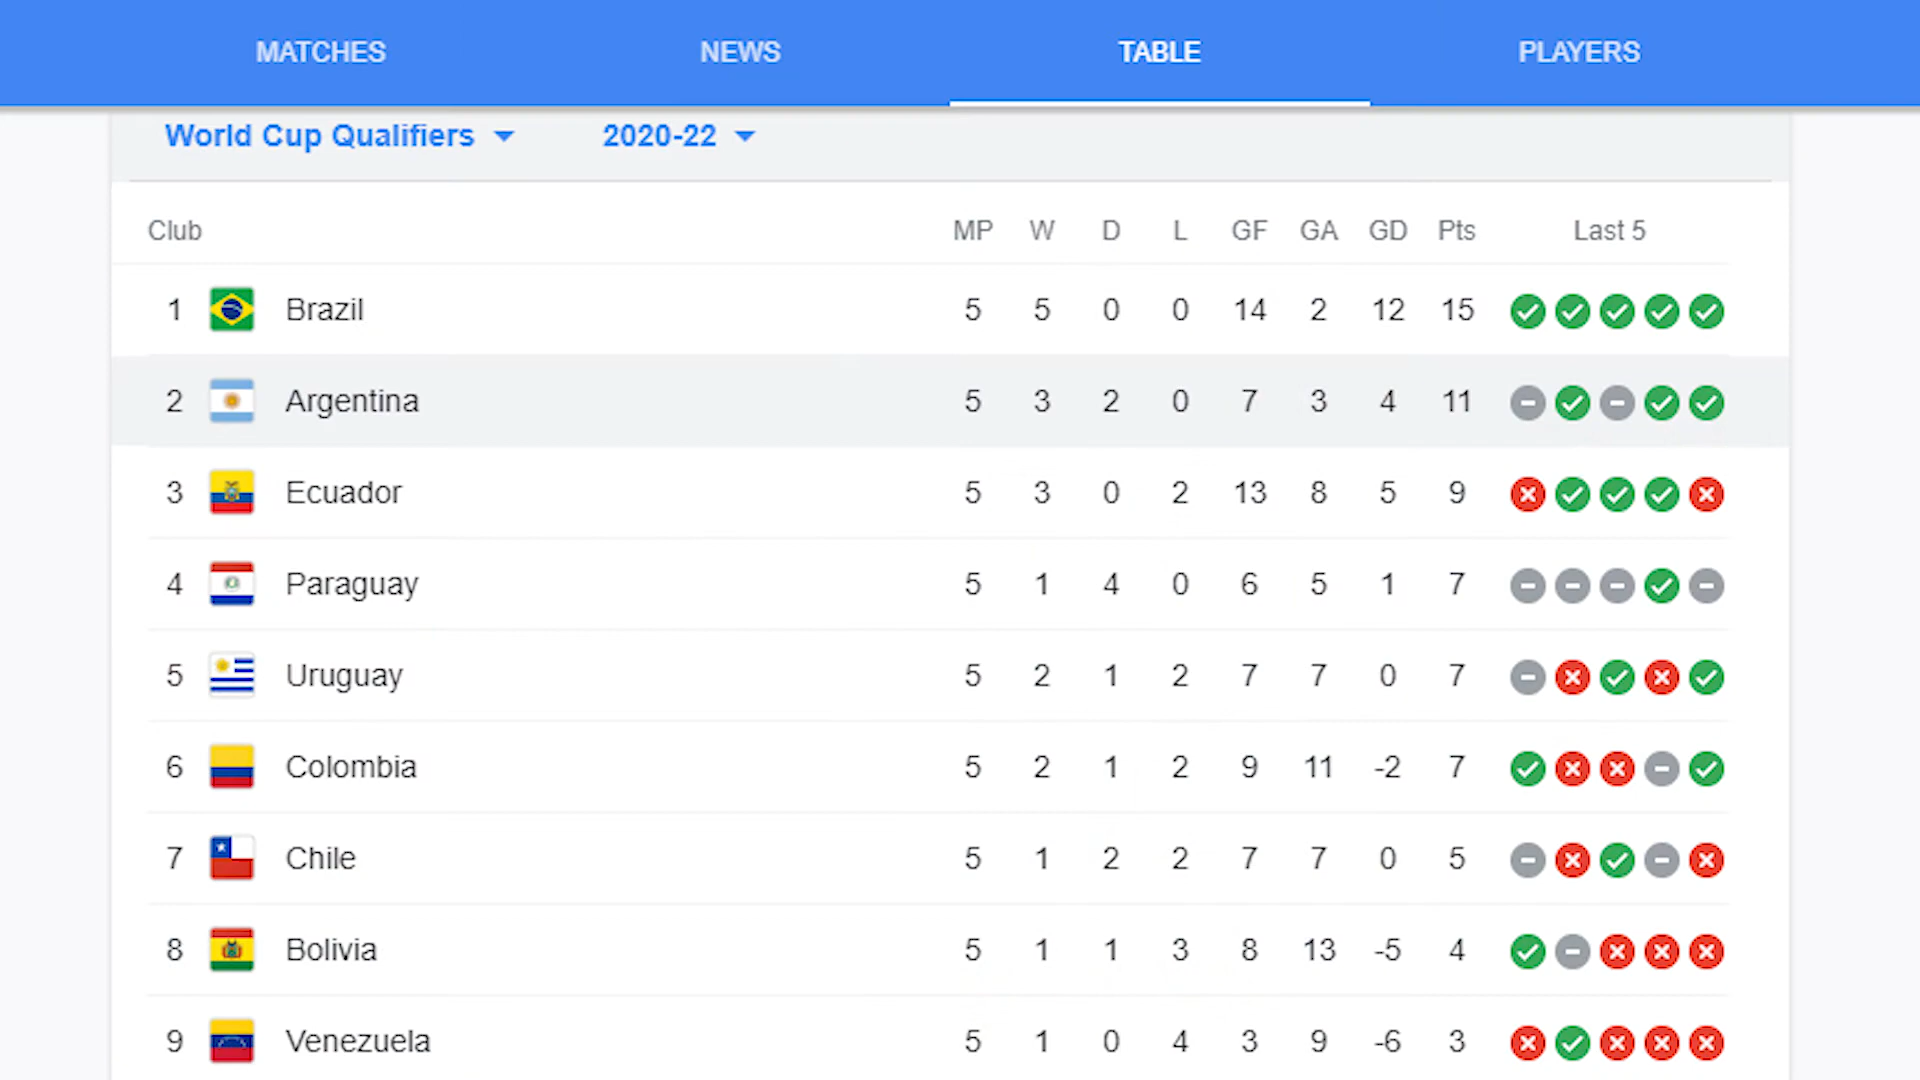 MATCHES NEWS TABLE PLAYERS
World Cup Qualifiers 2020-22
Club MP W D L GF GA GD Pts Last 5
1 Brazil 5 5 0 0 14 2 12 15
2 Argentina 5 3 2 0 7 3 4 11
3 Ecuador 5 3 0 2 13 8 5 9
4 Paraguay 5 1 4 0 6 5 1 7
5 Uruguay 5 2 1 2 7 7 0 7
6 Colombia 5 2 1 2 9 11 -2 7
7 Chile 5 1 2 2 7 7 0 5
8 Bolivia 5 1 1 3 8 13 -5 4
9 Venezuela 5 1 0 4 3 9 -6 3